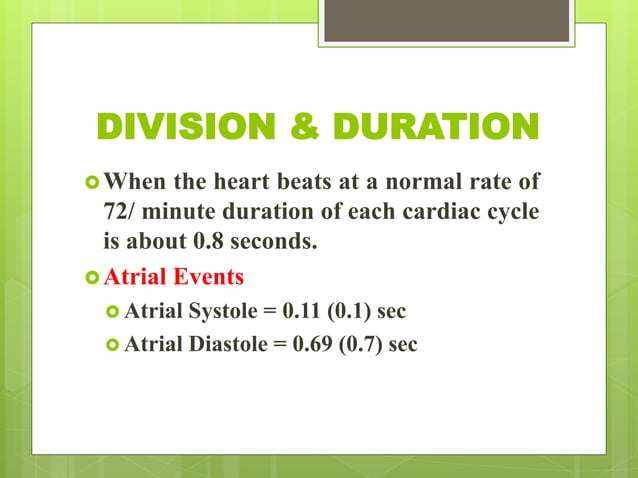 DIVISION & DURATION
When the heart beats at a normal rate of
72/ minute duration of each cardiac cycle
is about 0.8 seconds.
Atrial Events
Atrial Systole = 0.11 (0.1) sec
Atrial Diastole = 0.69 (0.7) sec